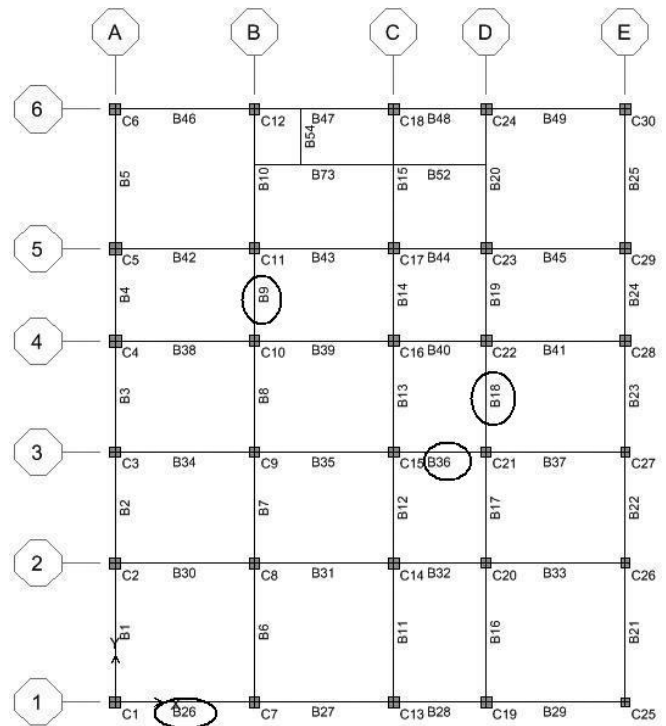 A B C D E
6
C6 B46 C12 B47 C18 B48 C24 B49 C30
B54
B5 B10 B73 B15 B52 B20 B25
5
C5 B42 C11 B43 C17 B44 C23 B45 C29
B4 B9 B14 B19 B24
4
C4 B38 C10 B39 C16 B40 C22 B41 C28
B3 B8 B13 B18 B23
3
C3 B34 C9 B35 C15 B36 C21 B37 C27
B2 B7 B12 B17 B22
2
C2 B30 C8 B31 C14 B32 C20 B33 C26
B1 B6 B11 B16 B21
Y
X
1
C1 B26 C7 B27 C13 B28 C19 B29 C25